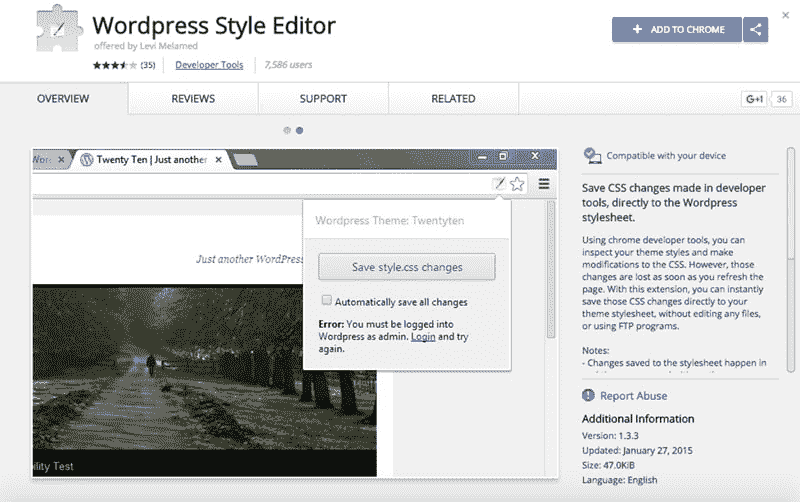 Wordpress Style Editor
offered by Levi Melamed
(35)
Developer Tools
7,586 users
ADD TO CHROME
OVERVIEW
REVIEWS
SUPPORT
RELATED
G+1
36
Twenty Ten | Just another
Wordpress Theme: Twentyten
Save style.css changes
Automatically save all changes
Error: You must be logged into
Wordpress as admin. Login and try
again.
Just another WordPress
ility Test
Compatible with your device
Save CSS changes made in developer
tools, directly to the Wordpress
stylesheet.
Using chrome developer tools, you can
inspect your theme styles and make
modifications to the CSS. However, those
changes are lost as soon as you refresh the
page. With this extension, you can instantly
save those CSS changes directly to your
theme stylesheet, without editing any files,
or using FTP programs.
Notes:
- Changes saved to the stylesheet happen in
Report Abuse
Additional Information
Version: 1.3.3
Updated: January 27, 2015
Size: 47.0KiB
Language: English